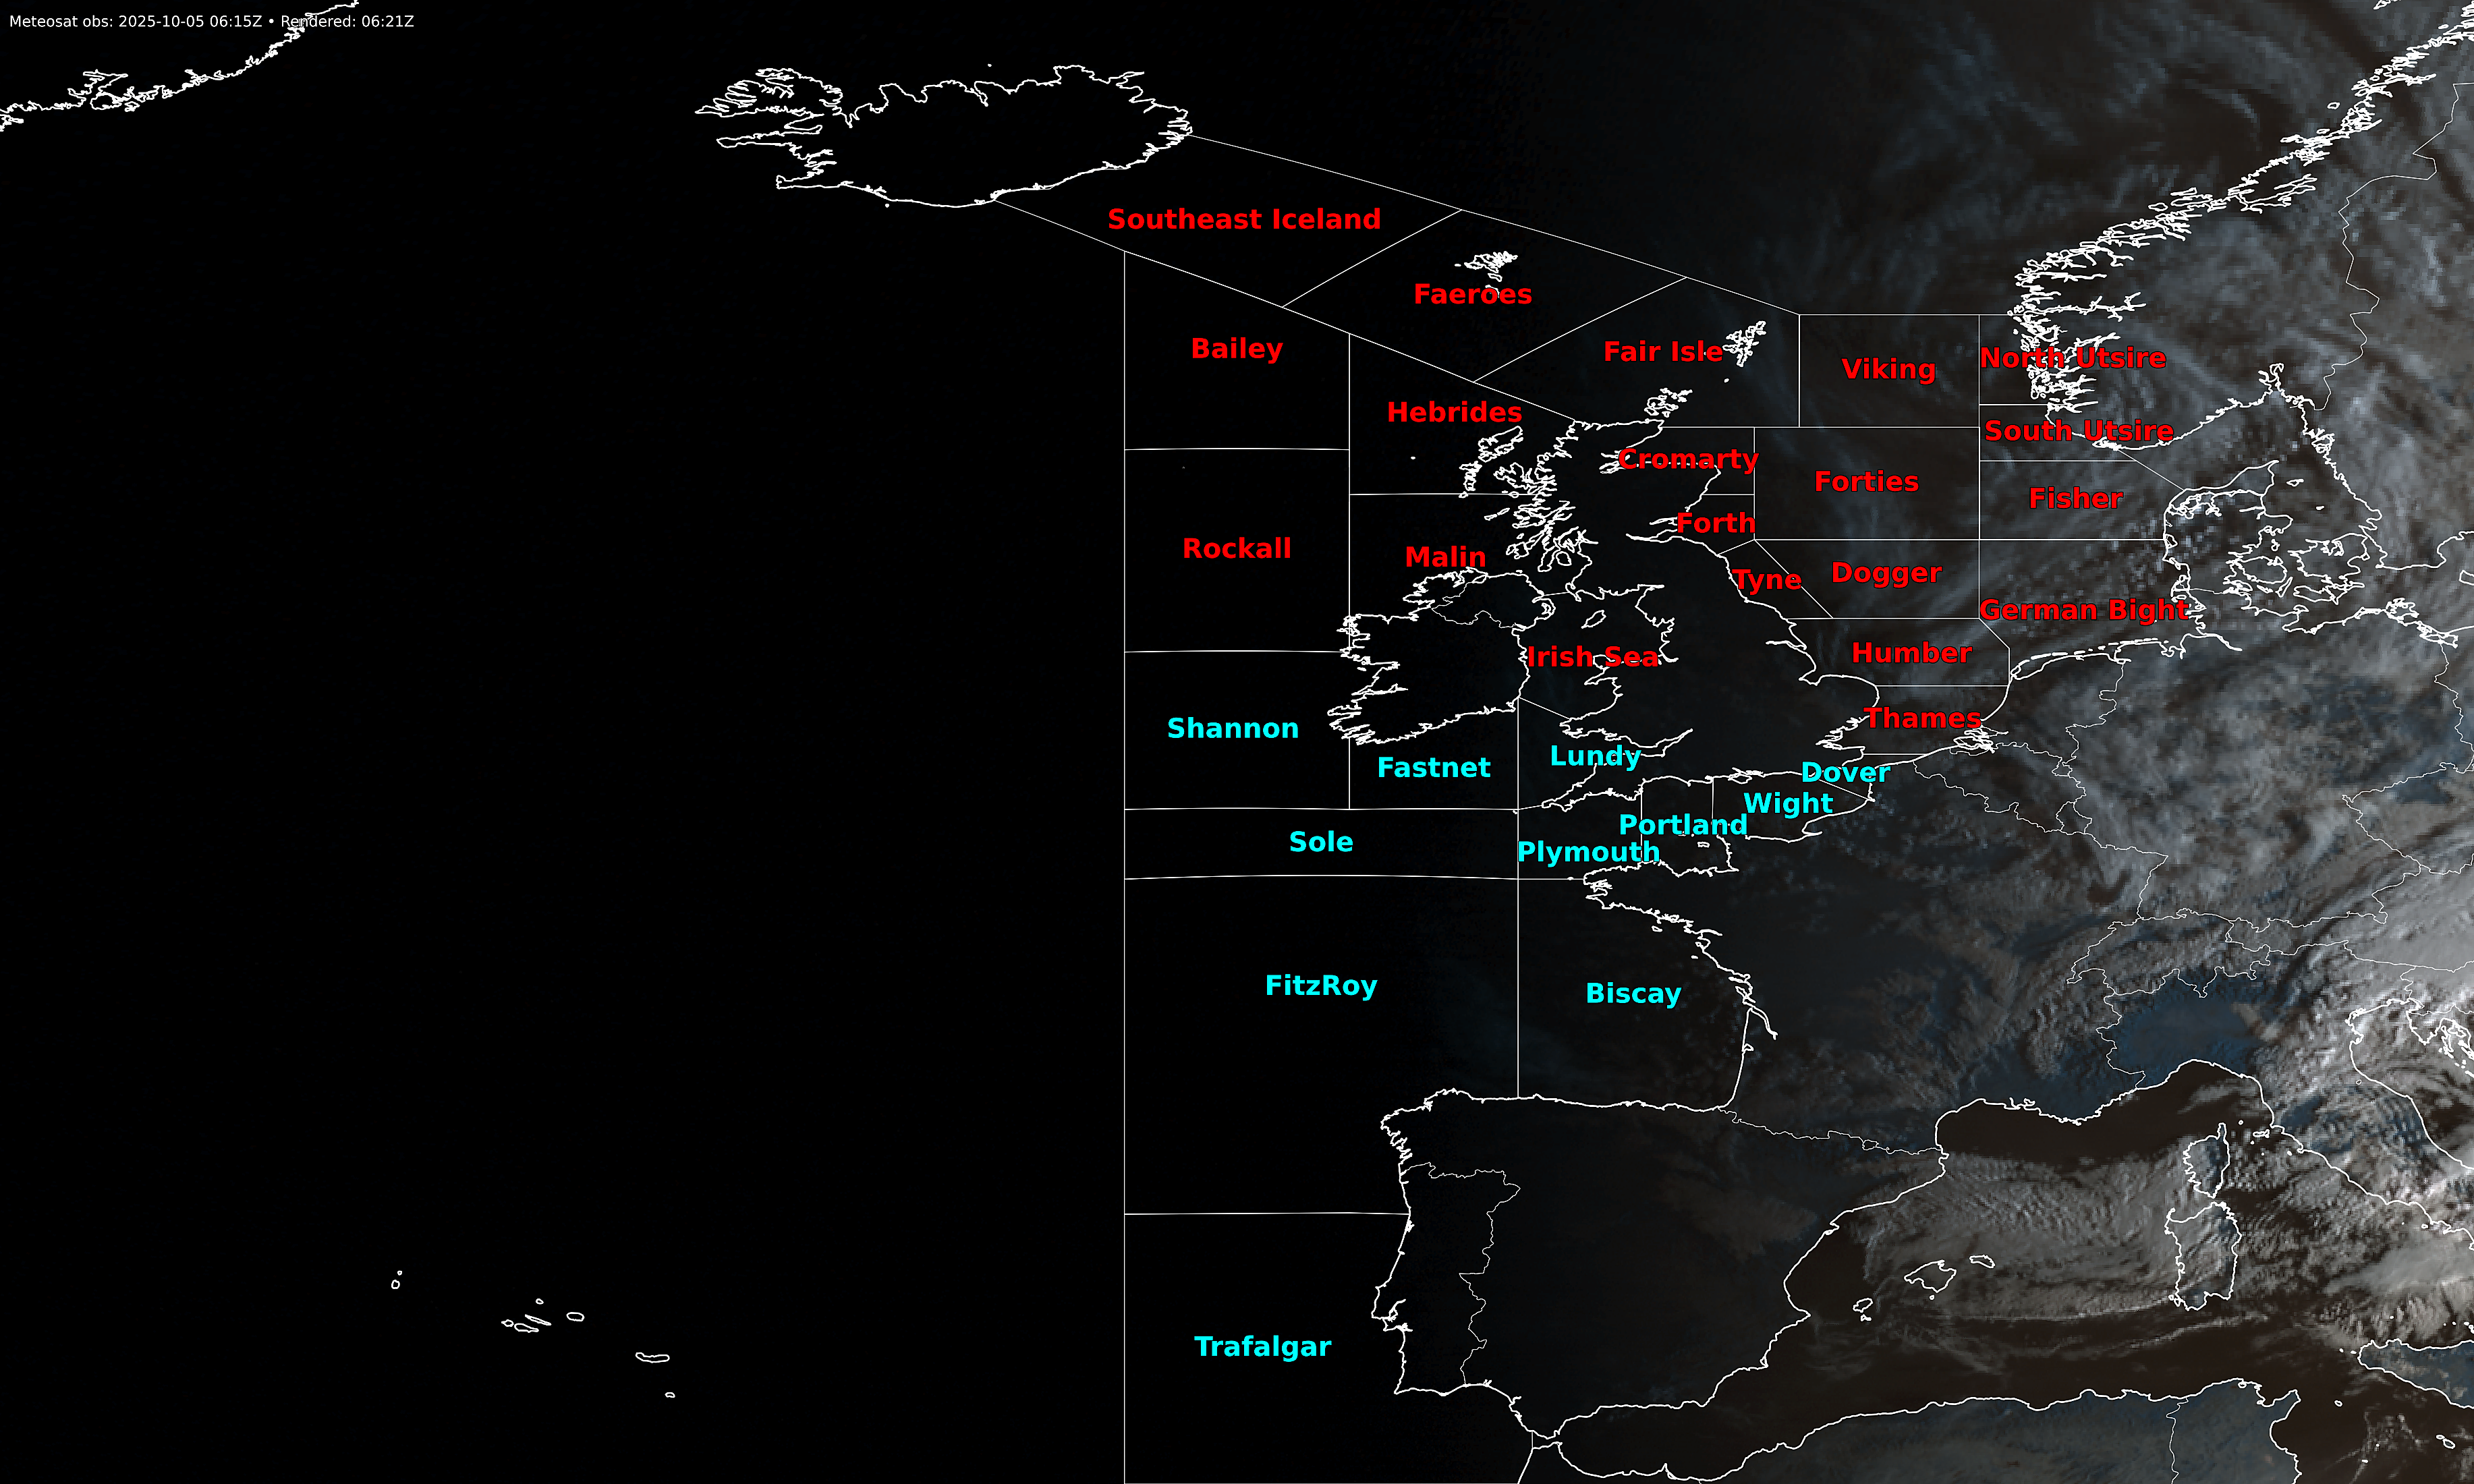 Meteosat obs: 2025-10-05 06:15Z • Rendered: 06:21Z
Southeast Iceland
Faeroes
Bailey
Fair Isle
North Utsire
Viking
Hebrides
South Utsire
Cromarty
Forties
Fisher
Forth
Rockall
Malin
Dogger
Tyne
German Bight
Humber
Irish Sea
Thames
Shannon
Lundy
Fastnet
Dover
Wight
Portland
Sole
Plymouth
FitzRoy
Biscay
Trafalgar